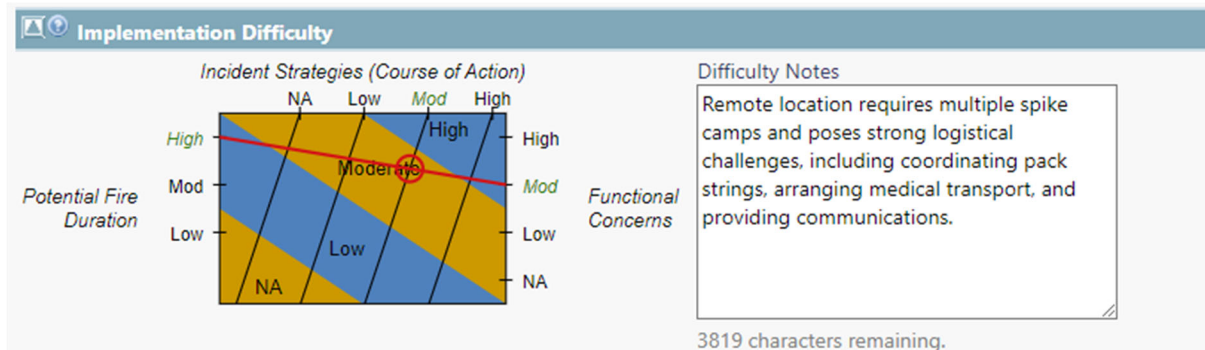 Implementation Difficulty
Incident Strategies (Course of Action)
NA Low Mod High
High
Mod
Low
Potential Fire
Duration
High
Moderate
Low
NA
High
Mod
Low
NA
Functional
Concerns
Difficulty Notes
Remote location requires multiple spike
camps and poses strong logistical
challenges, including coordinating pack
strings, arranging medical transport, and
providing communications.
3819 characters remaining.